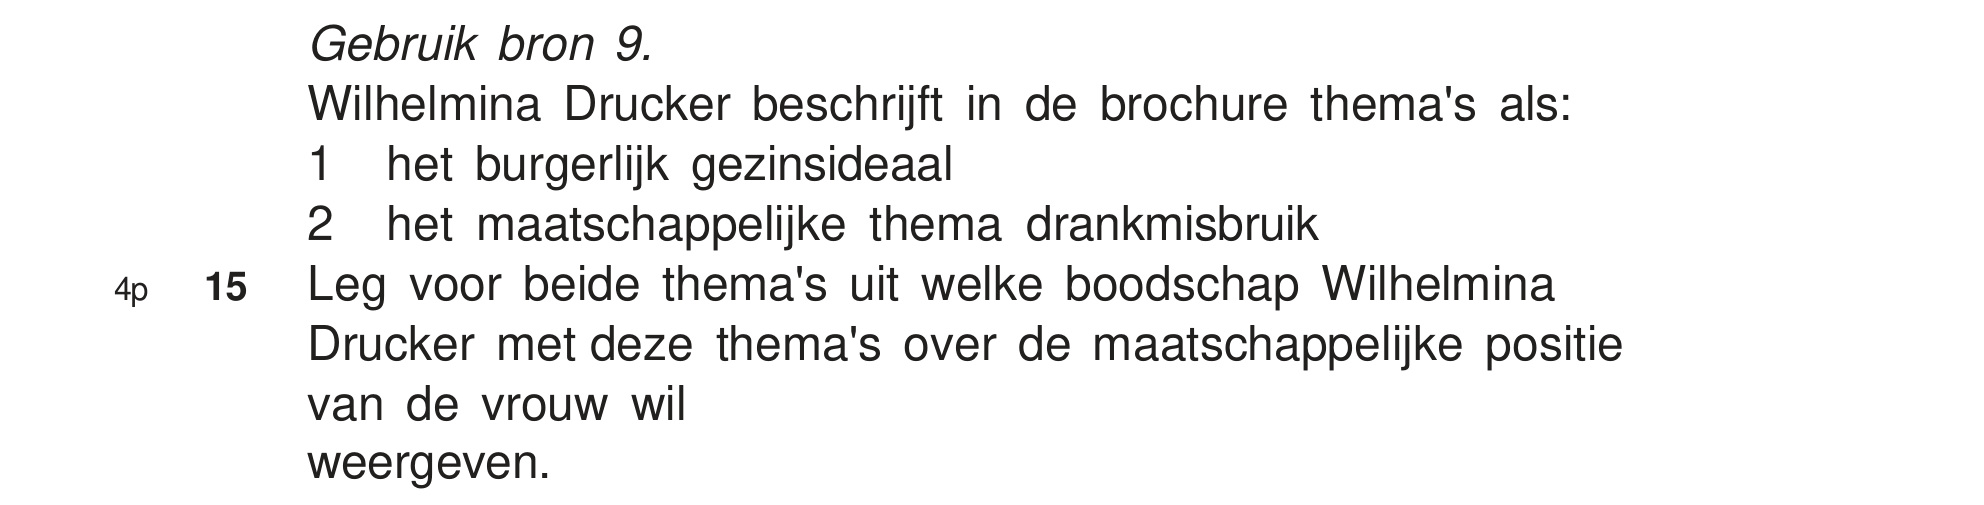 Gebruik bron 9.
Wilhelmina Drucker beschrijft in de brochure thema's als:
1 het burgerlijk gezinsideaal
2 het maatschappelijke thema drankmisbruik
4p 15 Leg voor beide thema's uit welke boodschap Wilhelmina
Drucker met deze thema's over de maatschappelijke positie
van de vrouw wil
weergeven.